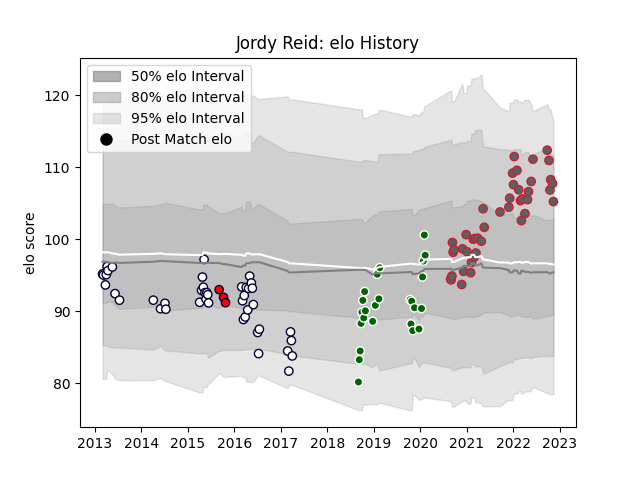 Jordy Reid: elo History
50% elo Interval
80% elo Interval
95% elo Interval
Post Match elo
elo score
120
110
100
90
80
2013 2014 2015 2016 2017 2018 2019 2020 2021 2022 2023